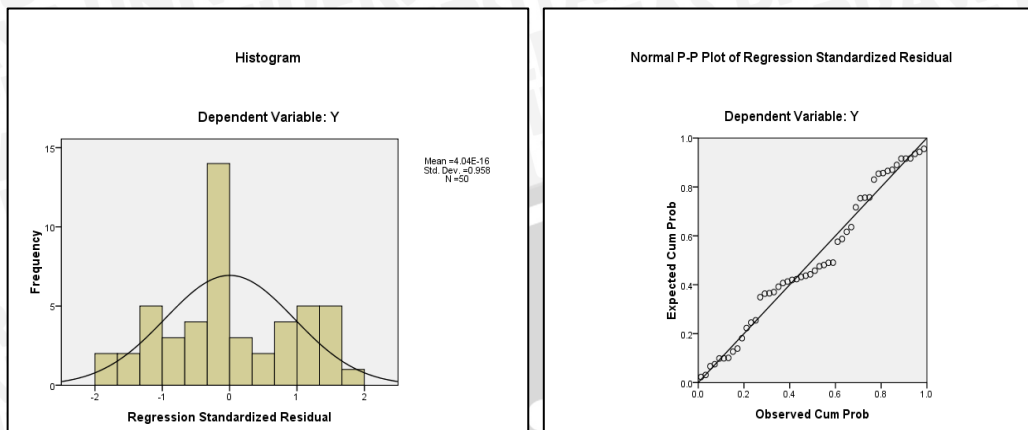 Histogram
Dependent Variable: Y
Mean =4.04E-16
Std. Dev. =0.958
N =50
15
10
5
0
Frequency
-2
-1
0
1
2
Regression Standardized Residual
Normal P-P Plot of Regression Standardized Residual
Dependent Variable: Y
1.0
0.8
0.6
0.4
0.2
0.0
Expected Cum Prob
0.0
0.2
0.4
0.6
0.8
1.0
Observed Cum Prob